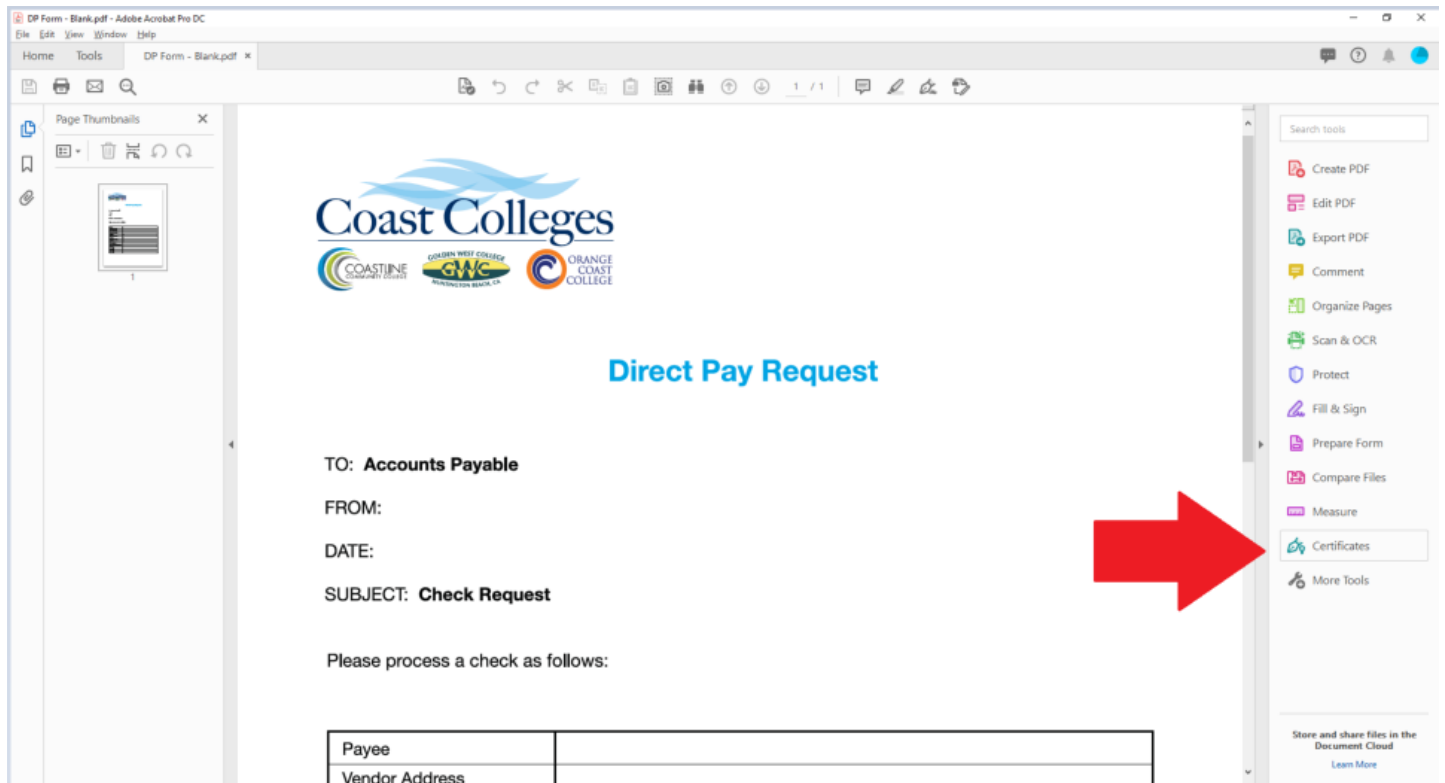 DP Form - Blank.pdf - Adobe Acrobat Pro DC
File Edit View Window Help
Home Tools DP Form - Blank.pdf ×
1 / 1
Page Thumbnails
1
Coast Colleges
COASTLINE
COMMUNITY COLLEGE
GOLDEN WEST COLLEGE
GWC
HUNTINGTON BEACH, CA
ORANGE
COAST
COLLEGE
Direct Pay Request
TO: Accounts Payable
FROM:
DATE:
SUBJECT: Check Request
Please process a check as follows:
Payee
Vendor Address
Search tools
Create PDF
Edit PDF
Export PDF
Comment
Organize Pages
Scan & OCR
Protect
Fill & Sign
Prepare Form
Compare Files
Measure
Certificates
More Tools
Store and share files in the
Document Cloud
Learn More